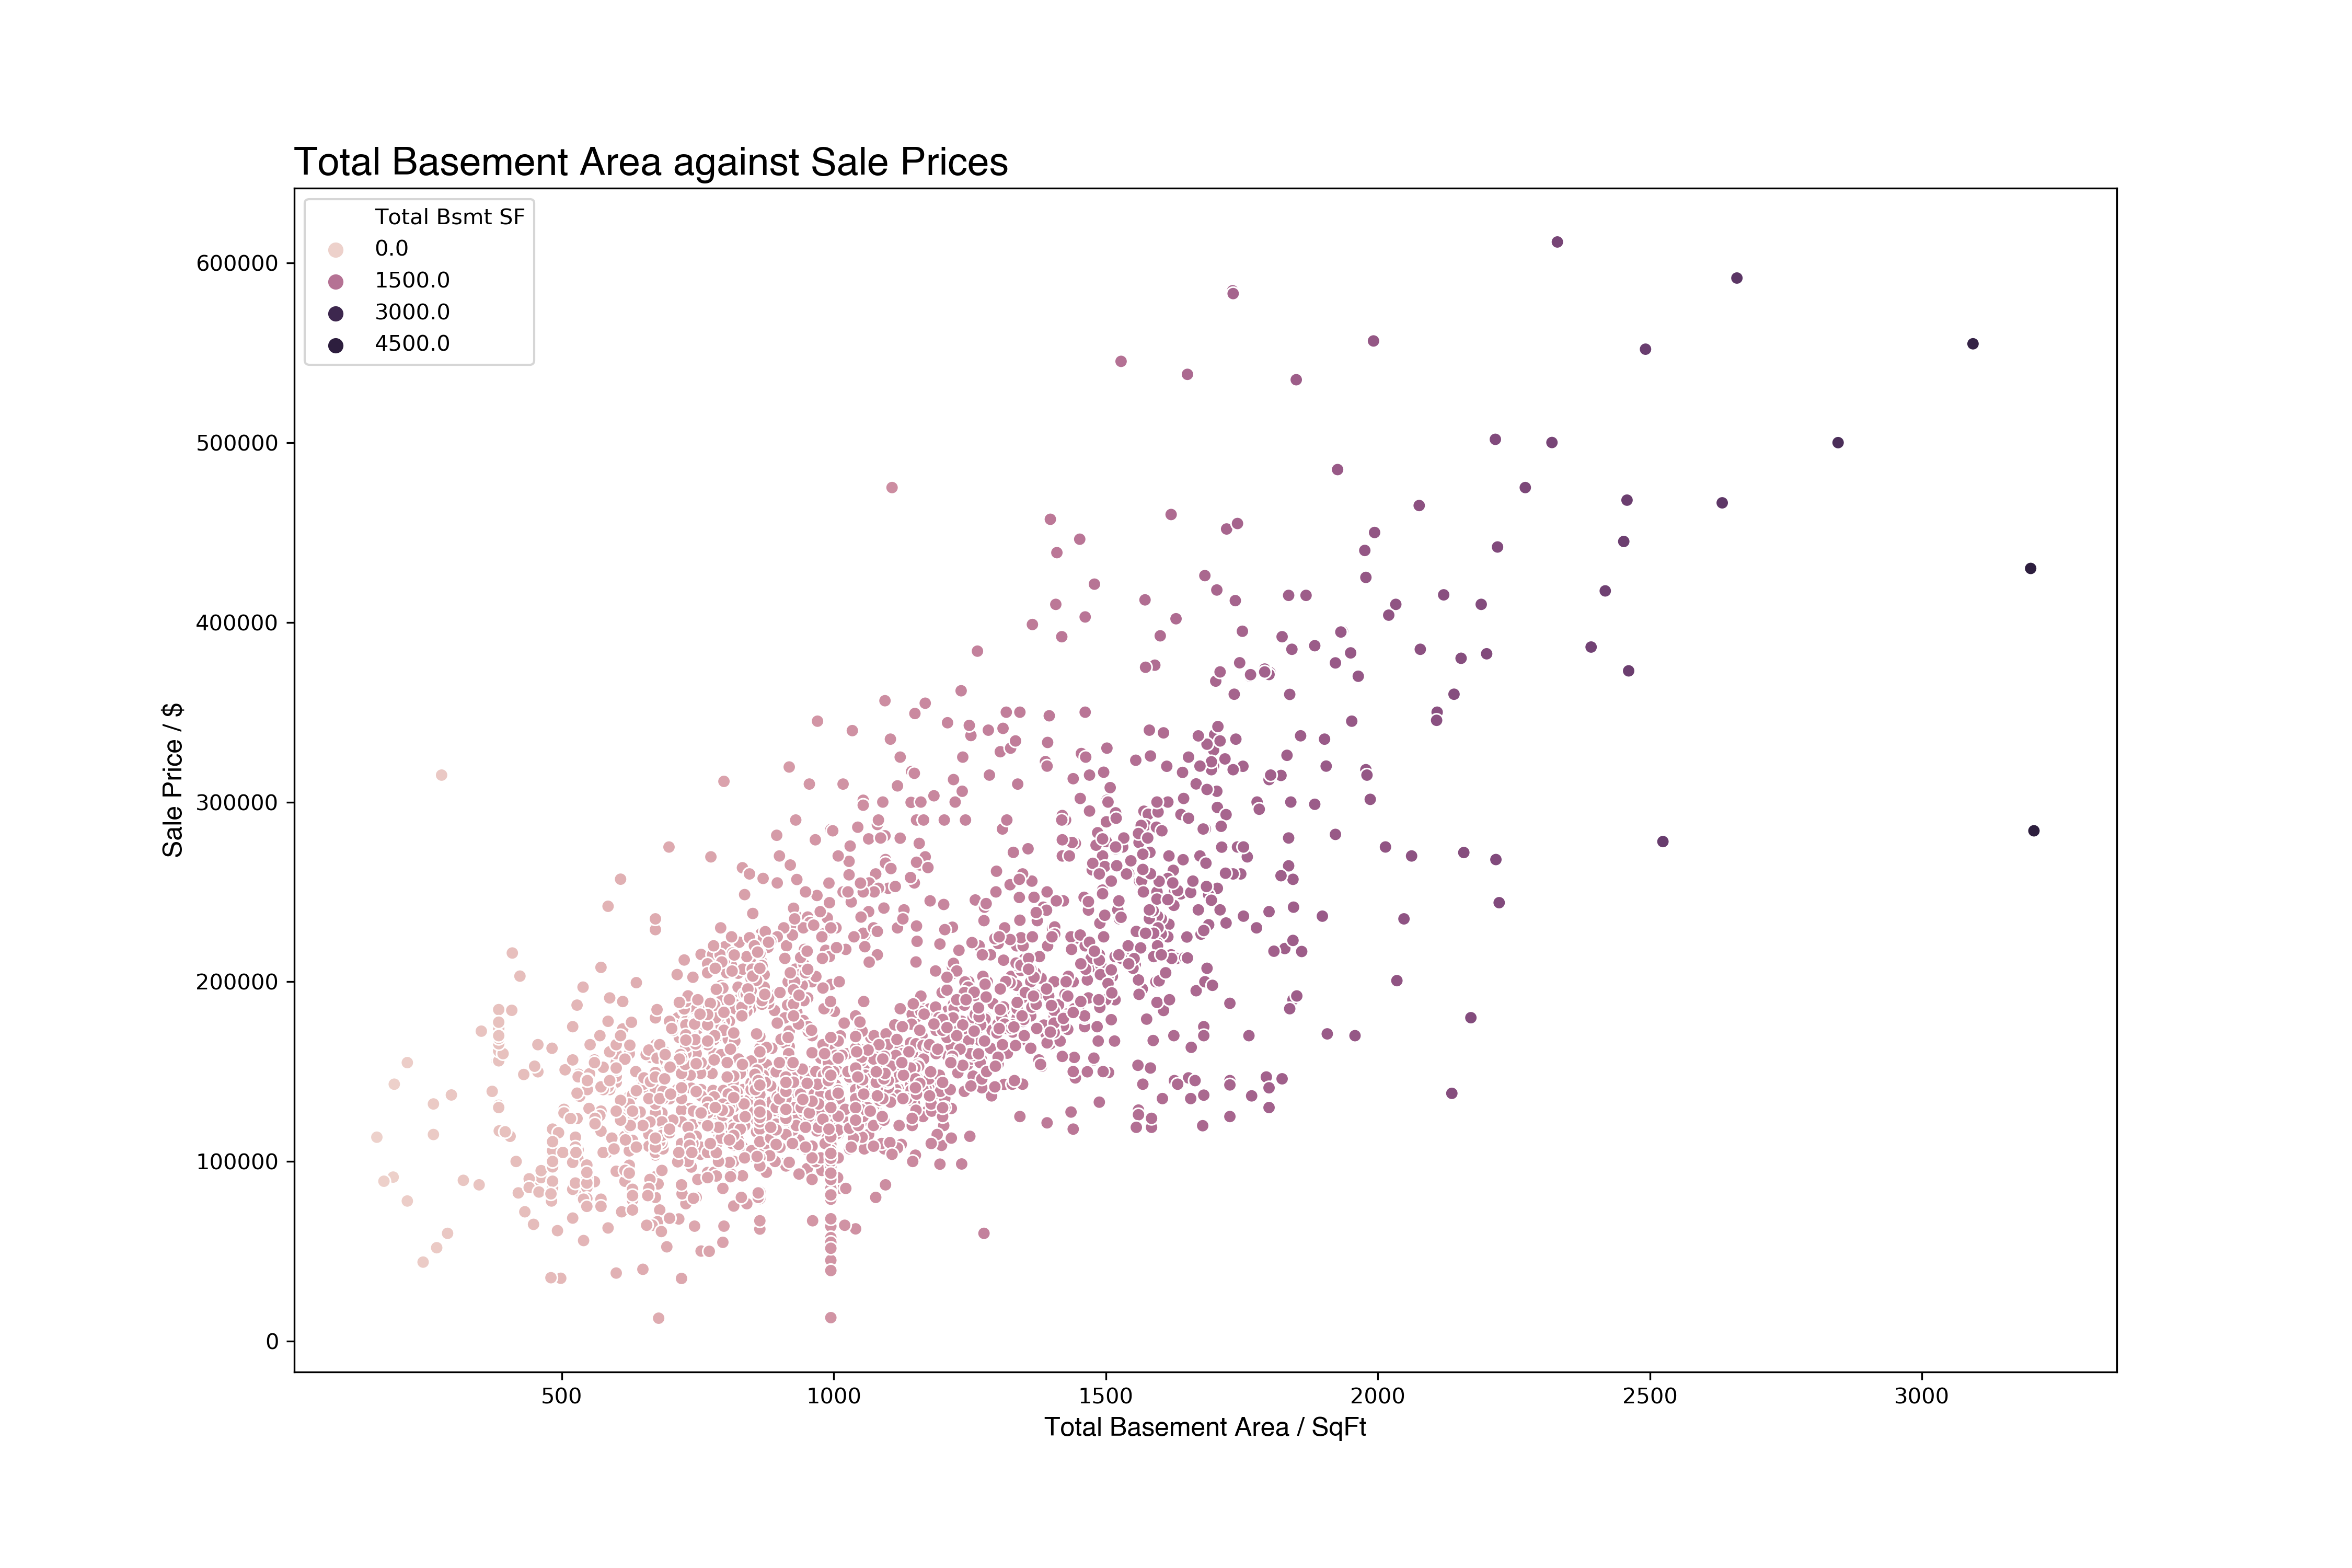 Total Basement Area against Sale Prices
Total Bsmt SF
0.0
1500.0
3000.0
4500.0
600000
500000
400000
300000
200000
100000
0
Sale Price / $
500 1000 1500 2000 2500 3000
Total Basement Area / SqFt